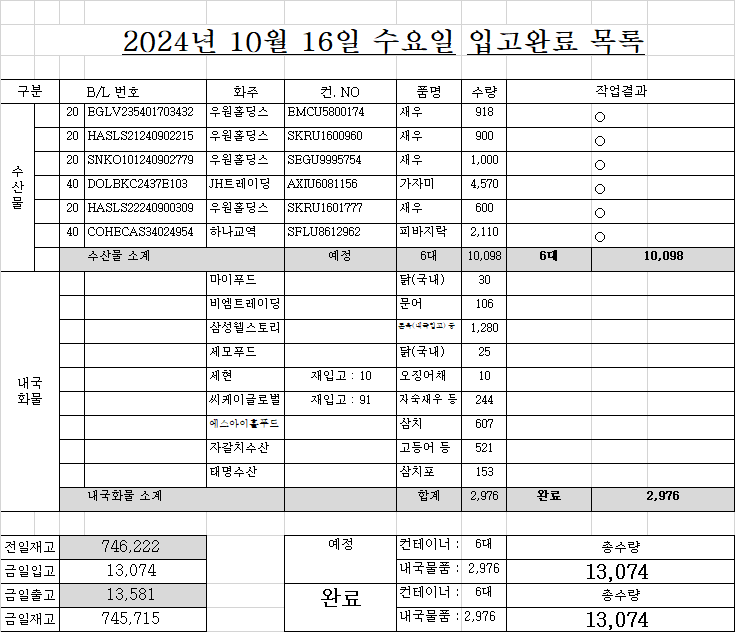 2024년 10월 16일 수요일 입고완료 목록
구분 B/L 번호 화주 컨. NO 품명 수량 작업결과
수산물
20 EGLV235401703432 우원홀딩스 EMCU5800174 새우 918 ○
20 HASLS21240902215 우원홀딩스 SKRU1600960 새우 900 ○
20 SNKO101240902779 우원홀딩스 SEGU9995754 새우 1,000 ○
40 DOLBKC2437E103 JH트레이딩 AXIU6081156 가자미 4,570 ○
20 HASLS22240900309 우원홀딩스 SKRU1601777 새우 600 ○
40 COHECAS34024954 하나교역 SFLU8612962 피바지락 2,110 ○
수산물 소계 예정 6대 10,098 6대 10,098
내국
화물
마이푸드 닭(국내) 30
비엠트레이딩 문어 106
삼성웰스토리 1,280
세모푸드 닭(국내) 25
세현 재입고 : 10 오징어채 10
씨케이글로벌 재입고 : 91 자숙새우 등 244
에스아이홀푸드 삼치 607
자갈치수산 고등어 등 521
태명수산 삼치포 153
내국화물 소계 합계 2,976 완료 2,976
전일재고 746,222 예정 컨테이너 : 6대 총수량
금일입고 13,074 내국물품 : 2,976 13,074
금일출고 13,581 완료 컨테이너 : 6대 총수량
금일재고 745,715 내국물품 : 2,976 13,074